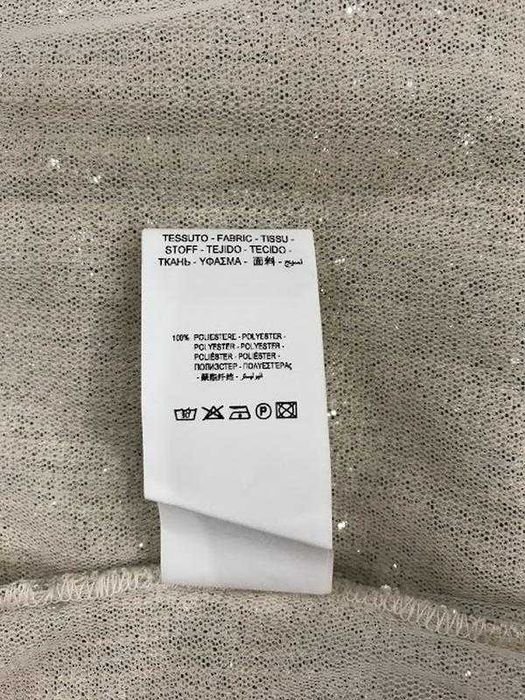 TESSUTO - FABRIC - TISSU -
STOFF - TEJIDO - TECIDO -
ТКАНЬ - ΥΦΑΣΜΑ - 面料 - نسيج
100% POLIESTERE - POLYESTER -
POLYESTER - POLYESTER -
POLIÉSTER - POLIÉSTER -
ПОЛИЭСТЕР - ΠΟΛΥΕΣΤΕΡΑς
- 聚酯纤维 -
P